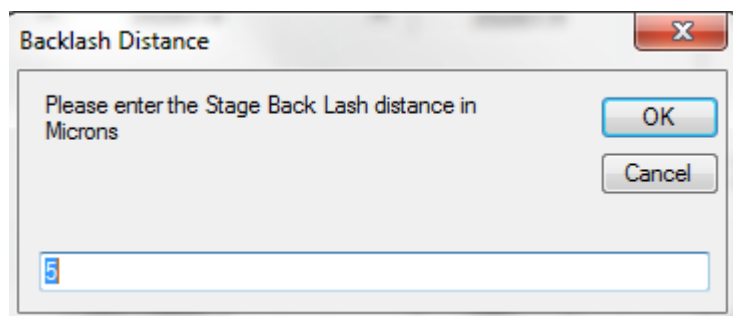 Backlash Distance
Please enter the Stage Back Lash distance in
Microns
OK
Cancel
5